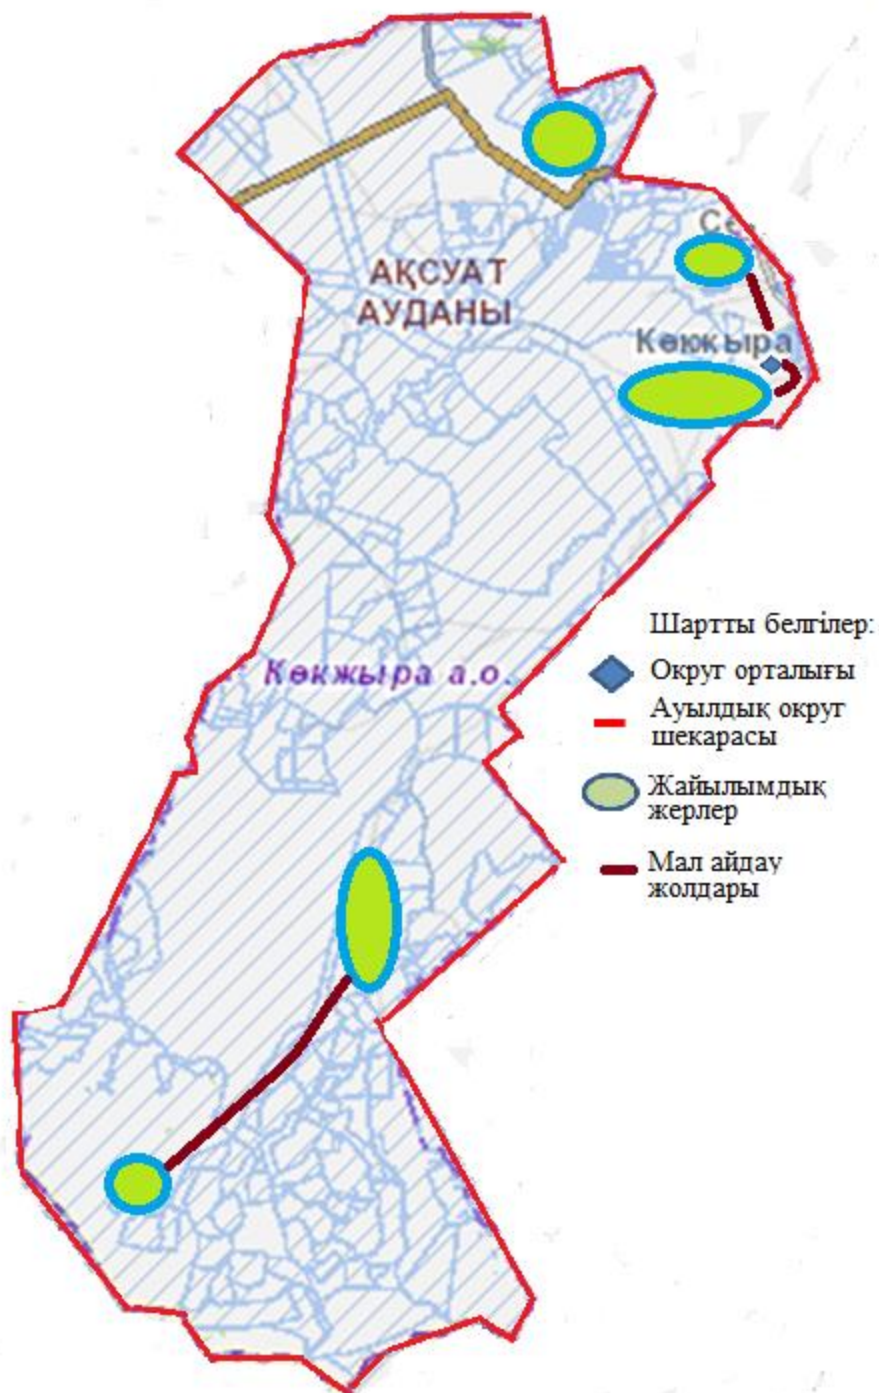 АҚСУАТ
АУДАНЫ
Көкжыра
Көкжыра а.о.
Шартты белгілер:
Округ орталығы
Ауылдық округ
шекарасы
Жайылымдық
жерлер
Мал айдау
жолдары